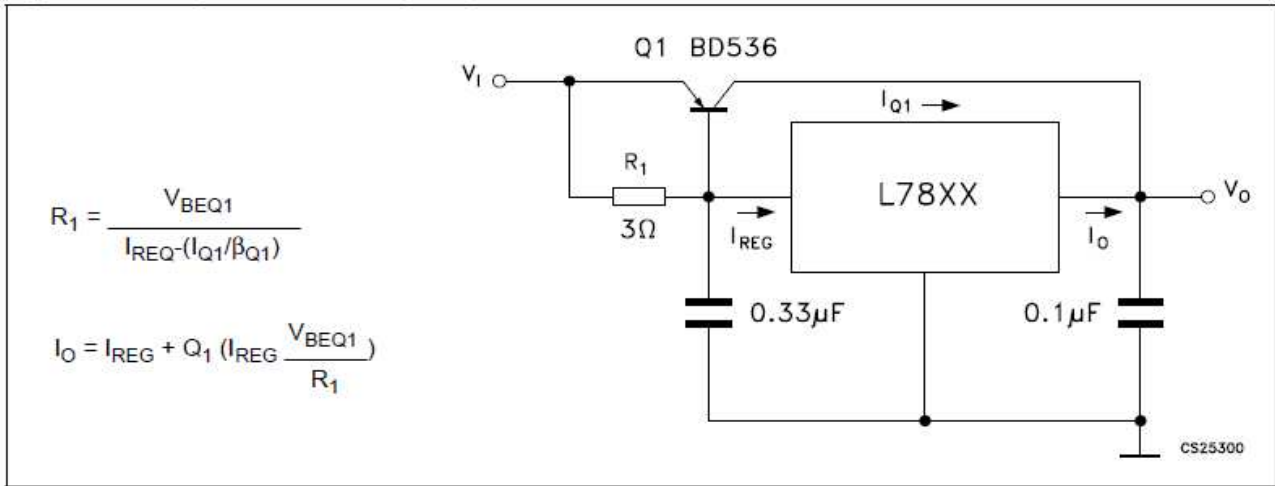 Q1 BD536
V_I
I_Q1
R₁
3Ω
I_REG
L78XX
I_O
V_O
0.33µF
0.1µF
CS25300
R₁ = V_BEQ1 / I_REQ-(I_Q1/β_Q1)
I_O = I_REG + Q₁ (I_REG V_BEQ1 / R₁)